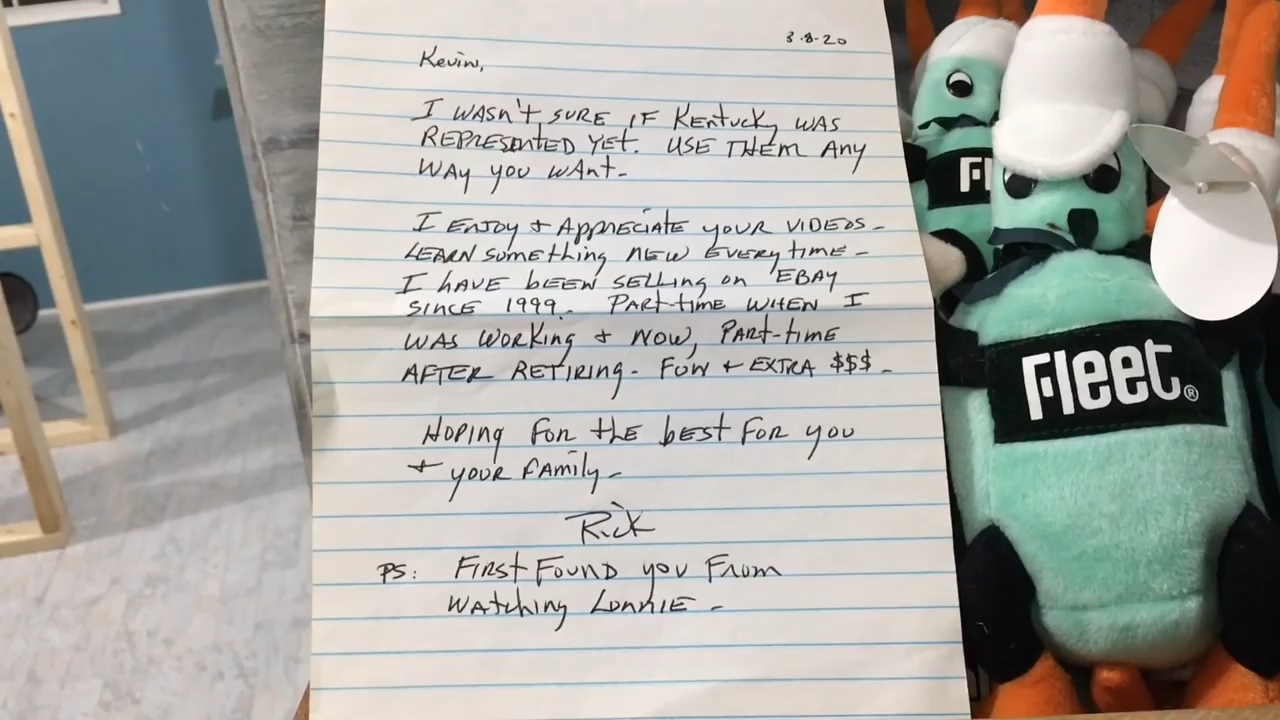 3-8-20
Kevin,
I WASN'T SURE IF KENTUCKY WAS
REPRESENTED YET. USE THEM ANY
WAY YOU WANT-
I ENJOY + APPRECIATE YOUR VIDEOS-
LEARN SOMETHING NEW EVERYTIME-
I HAVE BEEN SELLING ON EBAY
SINCE 1999. PART-TIME WHEN I
WAS WORKING + NOW, PART-TIME
AFTER RETIRING- FUN + EXTRA $$$-
HOPING FOR THE BEST FOR YOU
+ YOUR FAMILY-
Rick
PS: FIRST FOUND YOU FROM
WATCHING LONNIE-
Fl
Fleet®